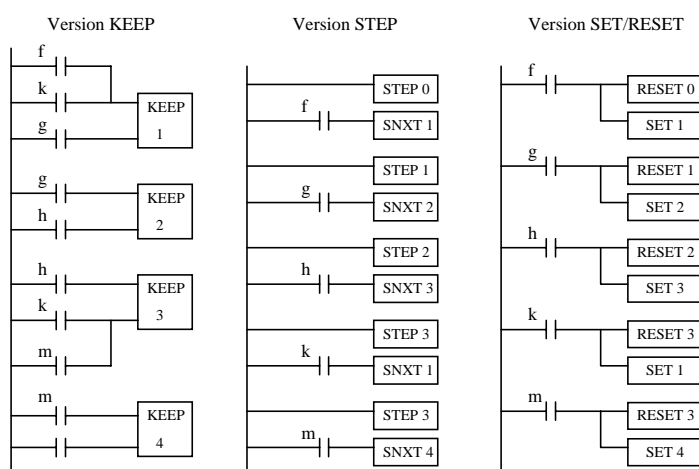 Version KEEP
f
k
KEEP
1
g
g
KEEP
h
2
h
KEEP
k
3
m
m
KEEP
4
Version STEP
STEP 0
f
SNXT 1
STEP 1
g
SNXT 2
STEP 2
h
SNXT 3
STEP 3
k
SNXT 1
STEP 3
m
SNXT 4
Version SET/RESET
f
RESET 0
SET 1
g
RESET 1
SET 2
h
RESET 2
SET 3
k
RESET 3
SET 1
m
RESET 3
SET 4